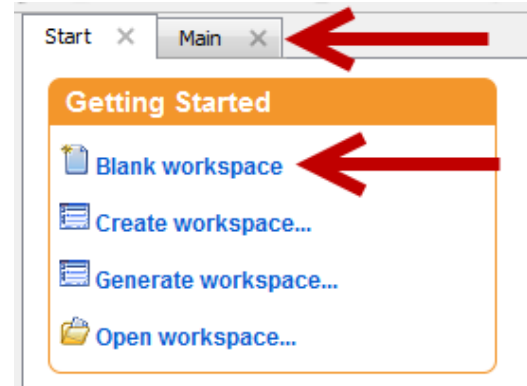 Start Main
Getting Started
Blank workspace
Create workspace...
Generate workspace...
Open workspace...